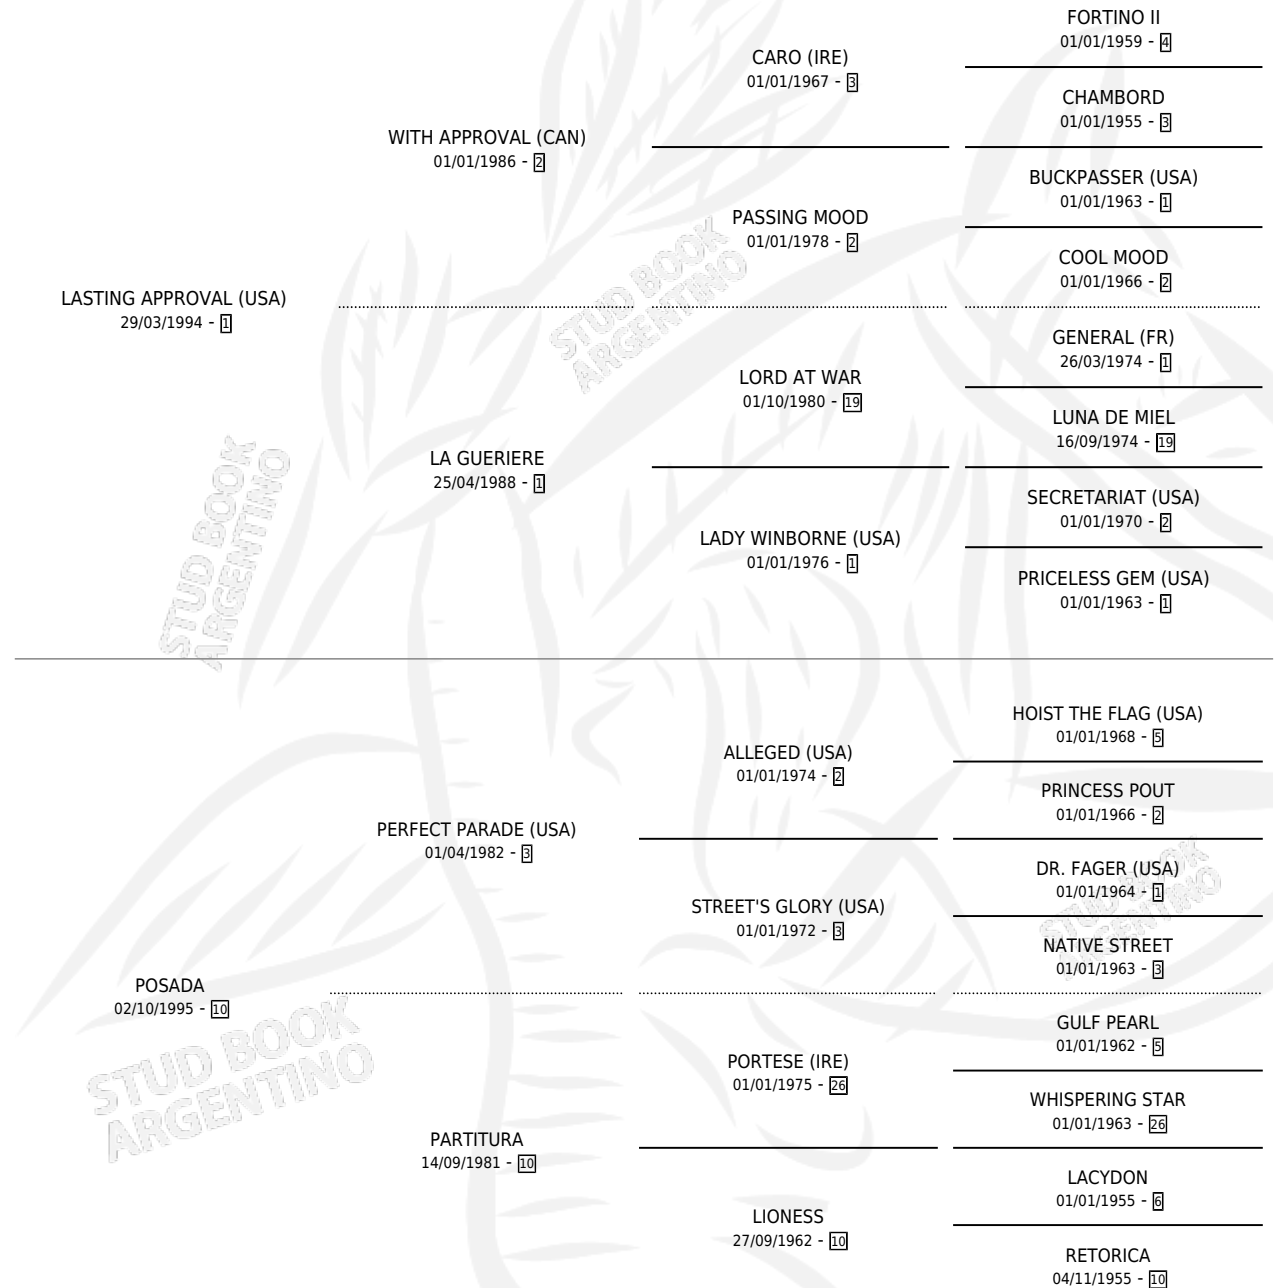 FORTINO II
01/01/1959 - 4
CARO (IRE)
01/01/1967 - 3
CHAMBORD
01/01/1955 - 3
WITH APPROVAL (CAN)
01/01/1986 - 2
BUCKPASSER (USA)
01/01/1963 - 1
PASSING MOOD
01/01/1978 - 2
COOL MOOD
01/01/1966 - 2
LASTING APPROVAL (USA)
29/03/1994 - 1
GENERAL (FR)
26/03/1974 - 1
LORD AT WAR
01/10/1980 - 19
LUNA DE MIEL
16/09/1974 - 19
LA GUERIERE
25/04/1988 - 1
SECRETARIAT (USA)
01/01/1970 - 2
LADY WINBORNE (USA)
01/01/1976 - 1
PRICELESS GEM (USA)
01/01/1963 - 1
HOIST THE FLAG (USA)
01/01/1968 - 5
ALLEGED (USA)
01/01/1974 - 2
PRINCESS POUT
01/01/1966 - 2
PERFECT PARADE (USA)
01/04/1982 - 3
DR. FAGER (USA)
01/01/1964 - 1
STREET'S GLORY (USA)
01/01/1972 - 3
NATIVE STREET
01/01/1963 - 3
POSADA
02/10/1995 - 10
GULF PEARL
01/01/1962 - 5
PORTESE (IRE)
01/01/1975 - 26
WHISPERING STAR
01/01/1963 - 26
PARTITURA
14/09/1981 - 10
LACYDON
01/01/1955 - 6
LIONESS
27/09/1962 - 10
RETORICA
04/11/1955 - 10
STUD BOOK
ARGENTINO
STUD BOOK
ARGENTINO
STUD BOOK
ARGENTINO
STUD BOOK
ARGENTINO